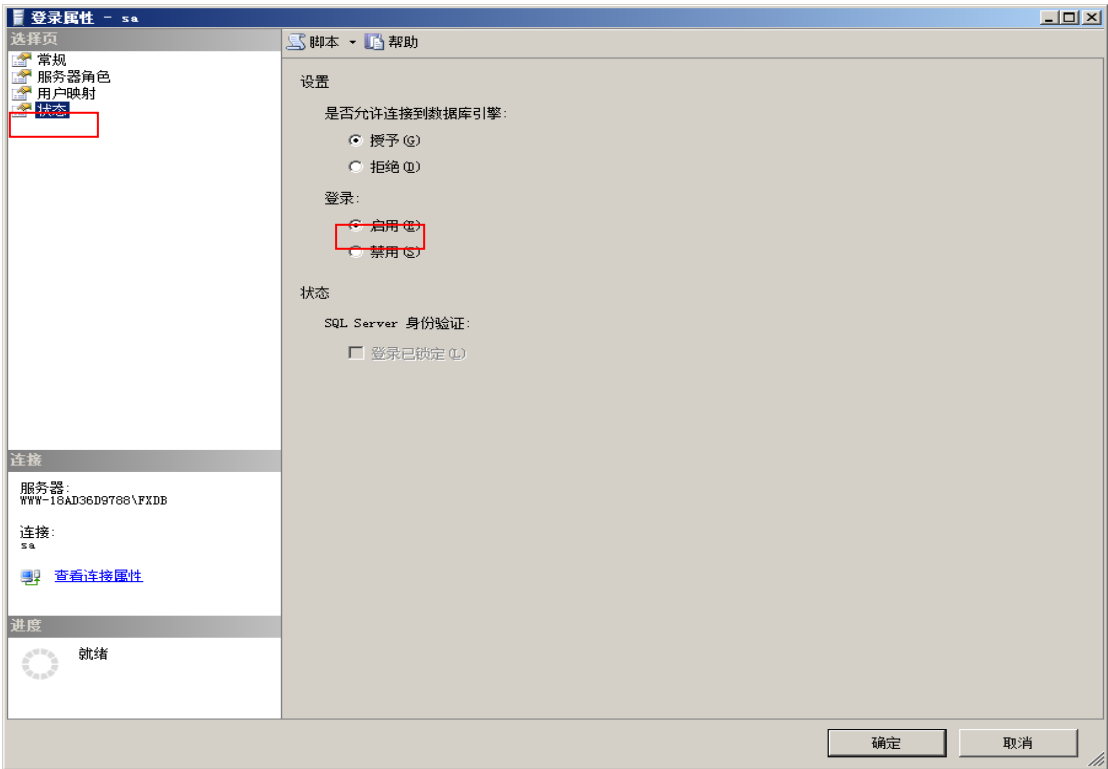 登录属性 - sa
选择页
常规
服务器角色
用户映射
状态
脚本 帮助
设置
是否允许连接到数据库引擎:
授予(G)
拒绝(D)
登录:
启用(E)
禁用(S)
状态
SQL Server 身份验证:
登录已锁定(L)
连接
服务器:
WWW-18AD36D9788\FXDB
连接:
sa
查看连接属性
进度
就绪
确定 取消